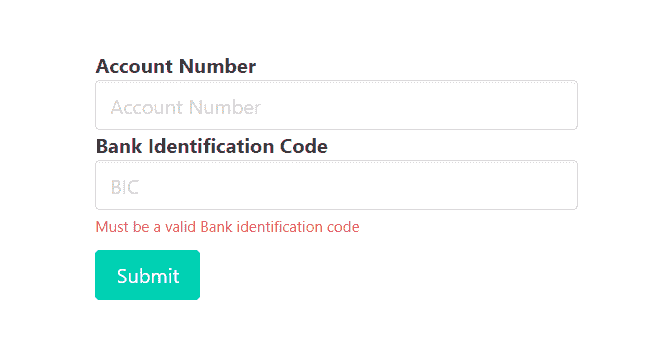 Account Number
Account Number
Bank Identification Code
BIC
Must be a valid Bank identification code
Submit